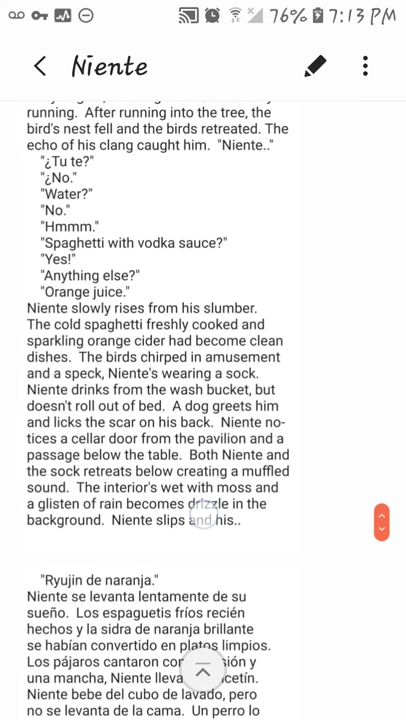 76% 7:13 PM
Niente
running.  After running into the tree, the
bird's nest fell and the birds retreated. The
echo of his clang caught him.  "Niente.."
"¿Tu te?"
"¿No."
"Water?"
"No."
"Hmmm."
"Spaghetti with vodka sauce?"
"Yes!"
"Anything else?"
"Orange juice."
Niente slowly rises from his slumber.
The cold spaghetti freshly cooked and
sparkling orange cider had become clean
dishes.  The birds chirped in amusement
and a speck, Niente's wearing a sock.
Niente drinks from the wash bucket, but
doesn't roll out of bed.  A dog greets him
and licks the scar on his back.  Niente no-
tices a cellar door from the pavilion and a
passage below the table.  Both Niente and
the sock retreats below creating a muffled
sound.  The interior's wet with moss and
a glisten of rain becomes drizzle in the
background.  Niente slips and his..
"Ryujin de naranja."
Niente se levanta lentamente de su
sueño.  Los espaguetis fríos recién
hechos y la sidra de naranja brillante
se habían convertido en platos limpios.
Los pájaros cantaron con sión y
una mancha, Niente lleva cetín.
Niente bebe del cubo de lavado, pero
no se levanta de la cama.  Un perro lo